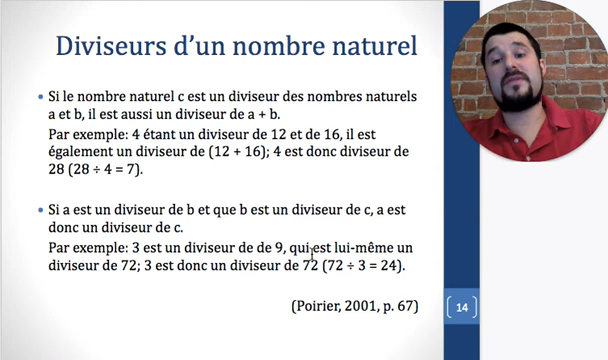 Diviseurs d'un nombre naturel
• Si le nombre naturel c est un diviseur des nombres naturels
a et b, il est aussi un diviseur de a + b.
Par exemple: 4 étant un diviseur de 12 et de 16, il est
également un diviseur de (12 + 16); 4 est donc diviseur de
28 (28 ÷ 4 = 7).
• Si a est un diviseur de b et que b est un diviseur de c, a est
donc un diviseur de c.
Par exemple: 3 est un diviseur de de 9, qui est lui-même un
diviseur de 72; 3 est donc un diviseur de 72 (72 ÷ 3 = 24).
(Poirier, 2001, p. 67)
14